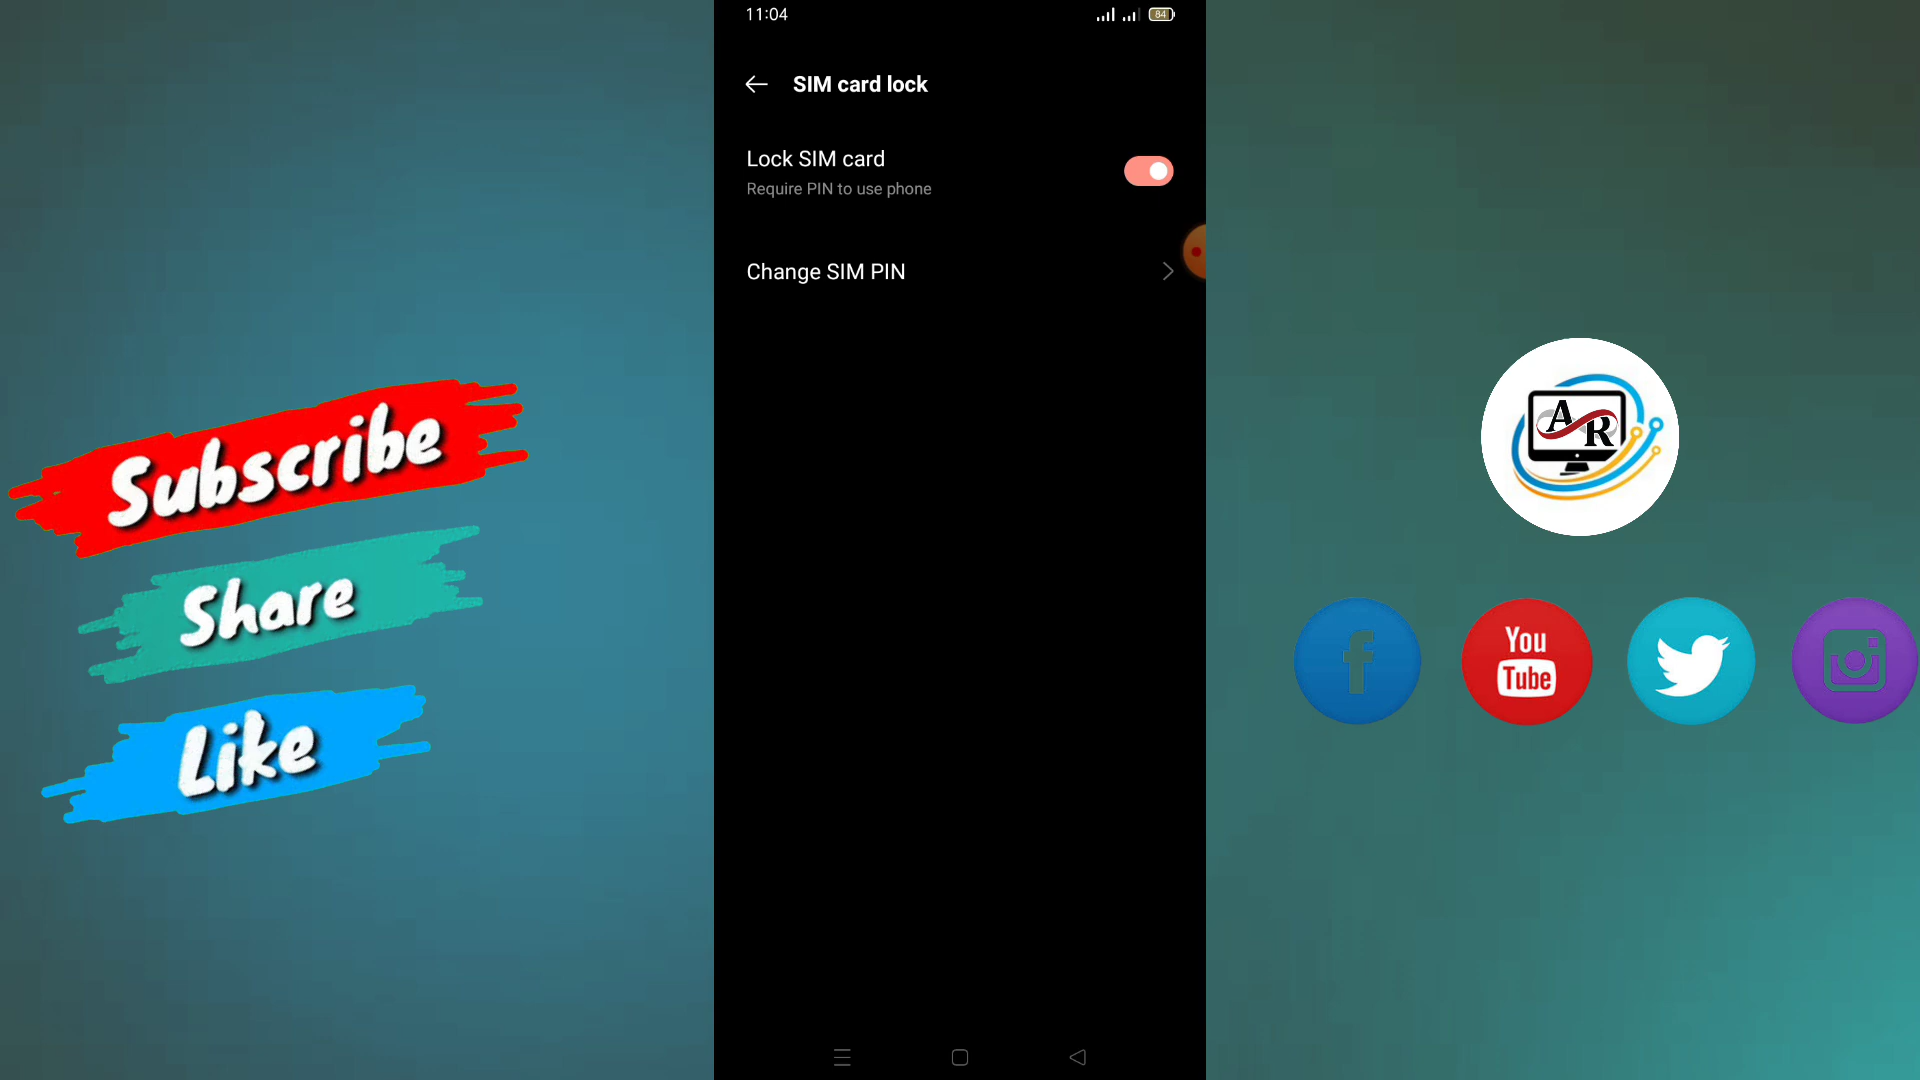 11:04
84
SIM card lock
Lock SIM card
Require PIN to use phone
Change SIM PIN
Subscribe
Share
Like
AR
f
You
Tube